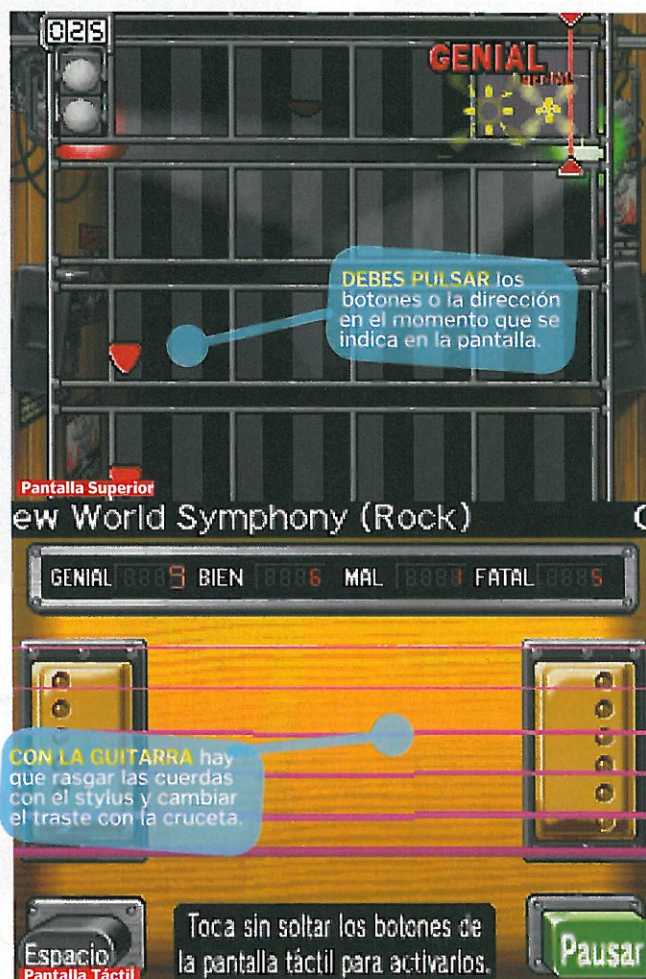 025
GENIAL
GENIAL
DEBES PULSAR los
botones o la dirección
en el momento que se
indica en la pantalla.
Pantalla Superior
ew World Symphony (Rock)
GENIAL 9 BIEN 6 MAL 1 FATAL 5
CON LA GUITARRA hay
que rasgar las cuerdas
con el stylus y cambiar
el traste con la cruceta.
Toca sin soltar los botones de
la pantalla táctil para activarlos.
Espacio
Pausar
Pantalla Táctil